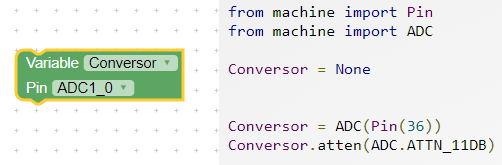 Variable Conversor
Pin ADC1_0
from machine import Pin
from machine import ADC
Conversor = None
Conversor = ADC(Pin(36))
Conversor.atten(ADC.ATTN_11DB)